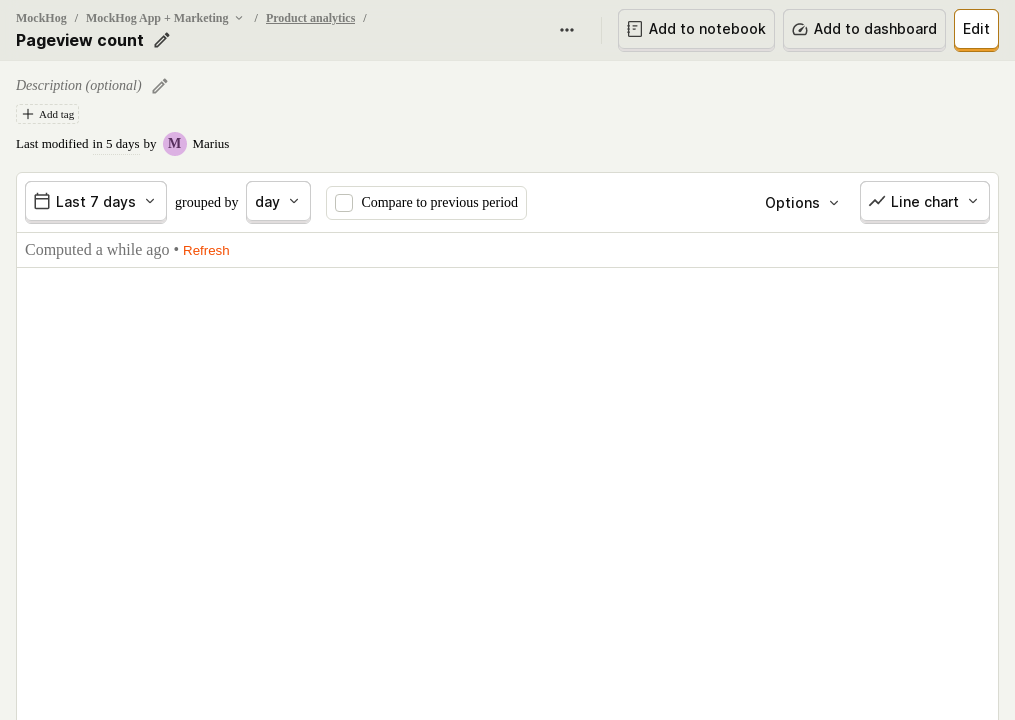 MockHog / MockHog App + Marketing / Product analytics /
Pageview count
Add to notebook
Add to dashboard
Edit
Description (optional)
Add tag
Last modified in 5 days by M Marius
Last 7 days grouped by day Compare to previous period Options Line chart
Computed a while ago • Refresh